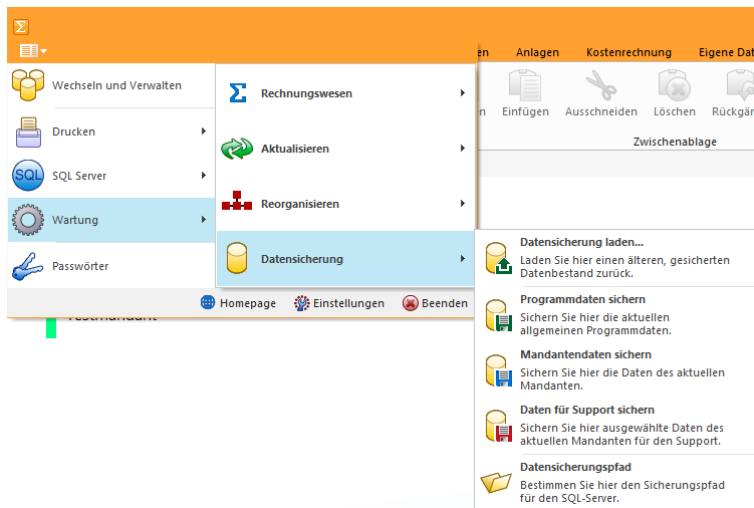 Σ
en Anlagen Kostenrechnung Eigene Dat
Wechseln und Verwalten
Drucken
SQL SQL Server
Wartung
Passwörter
Σ Rechnungswesen
Aktualisieren
Reorganisieren
Datensicherung
n Einfügen Ausschneiden Löschen Rückgär
Zwischenablage
Homepage Einstellungen Beenden
Testmandant
Datensicherung laden...
Laden Sie hier einen älteren, gesicherten
Datenbestand zurück.
Programmdaten sichern
Sichern Sie hier die aktuellen
allgemeinen Programmdaten.
Mandantendaten sichern
Sichern Sie hier die Daten des aktuellen
Mandanten.
Daten für Support sichern
Sichern Sie hier ausgewählte Daten des
aktuellen Mandanten für den Support.
Datensicherungspfad
Bestimmen Sie hier den Sicherungspfad
für den SQL-Server.